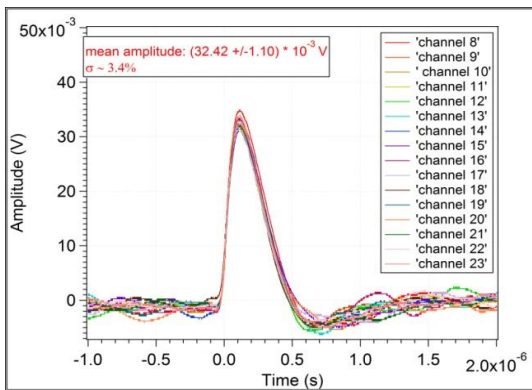 50x10⁻³
40
30
20
10
0
Amplitude (V)
mean amplitude: (32.42 +/-1.10) * 10⁻³ V
σ ~ 3.4%
'channel 8'
'channel 9'
' channel 10'
'channel 11'
'channel 12'
'channel 13'
'channel 14'
'channel 15'
'channel 16'
'channel 17'
'channel 18'
'channel 19'
'channel 20'
'channel 21'
'channel 22'
'channel 23'
-1.0
-0.5
0.0
0.5
1.0
1.5
2.0x10⁻⁶
Time (s)